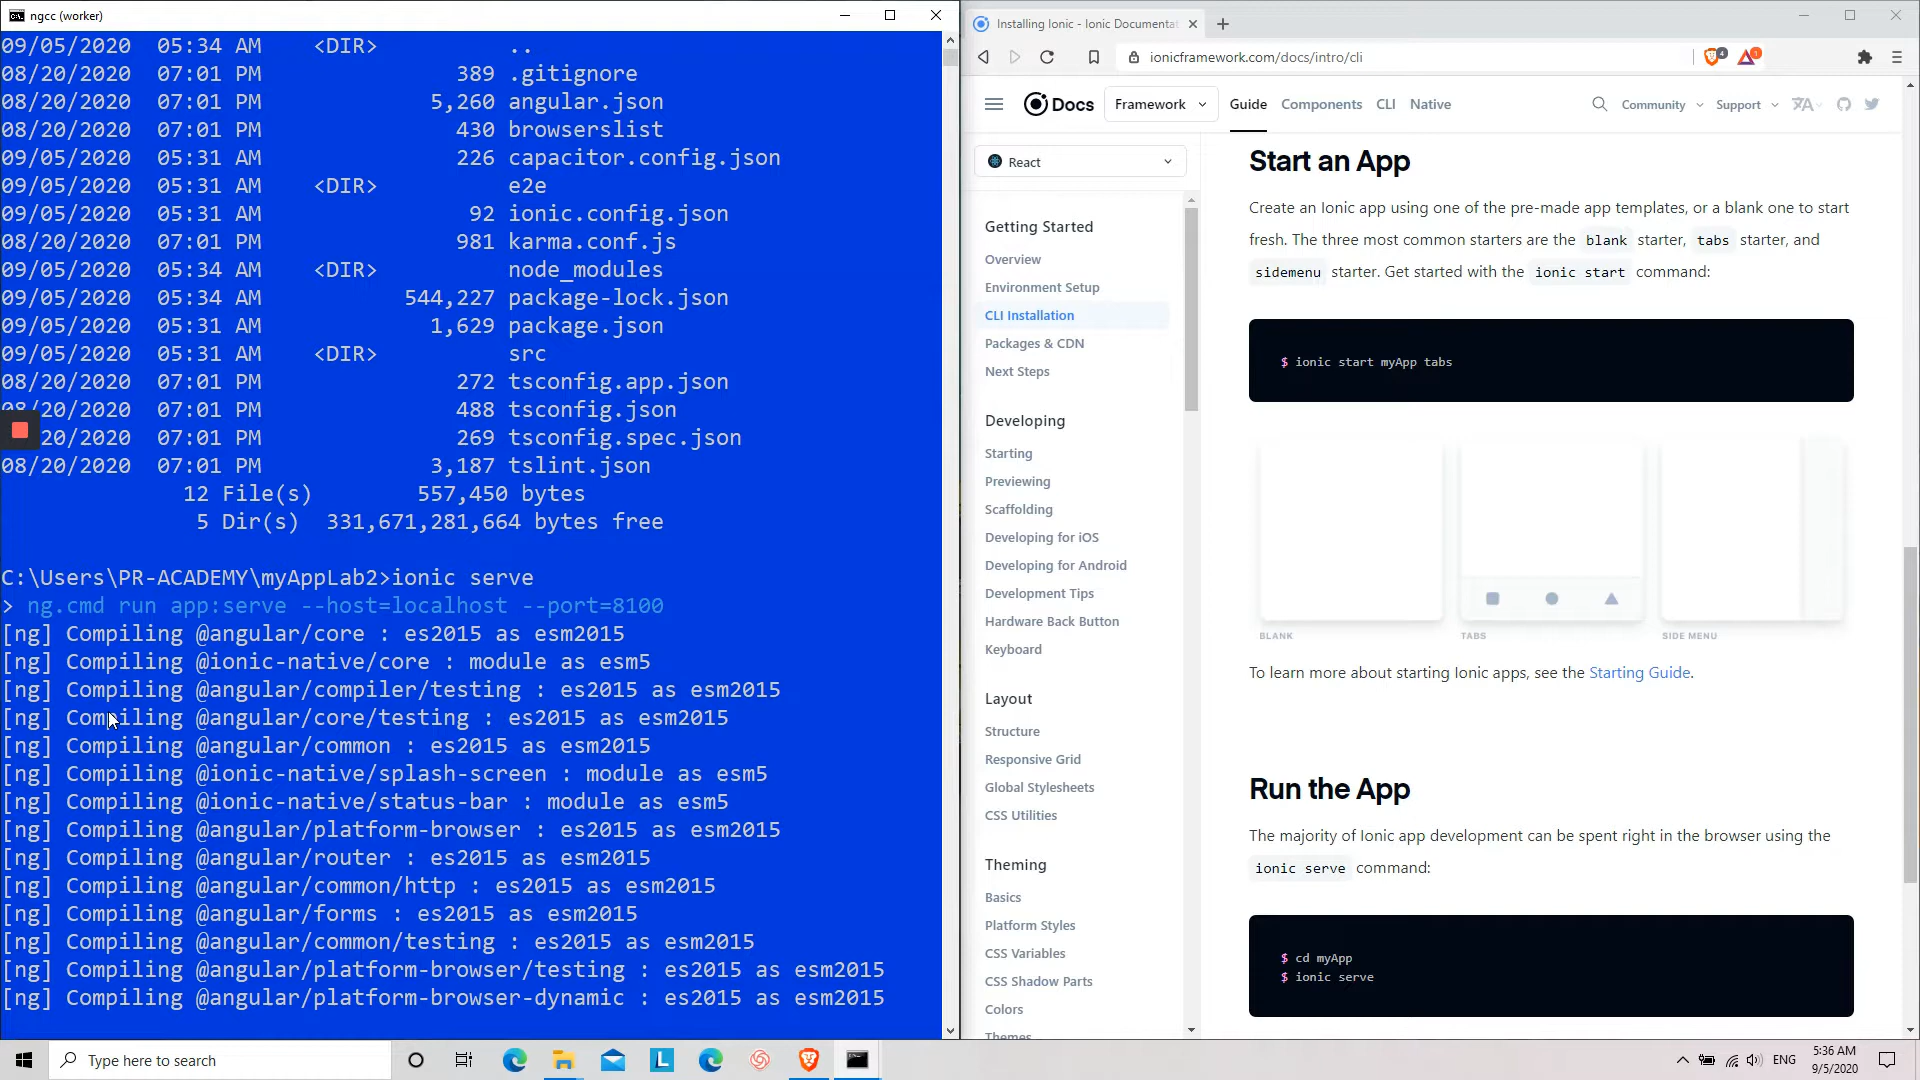 ngcc (worker)
09/05/2020  05:34 AM    <DIR>          ..
08/20/2020  07:01 PM               389 .gitignore
08/20/2020  07:01 PM             5,260 angular.json
08/20/2020  07:01 PM               430 browserslist
09/05/2020  05:31 AM               226 capacitor.config.json
09/05/2020  05:31 AM    <DIR>          e2e
09/05/2020  05:31 AM                92 ionic.config.json
08/20/2020  07:01 PM               981 karma.conf.js
09/05/2020  05:34 AM    <DIR>          node_modules
09/05/2020  05:34 AM           544,227 package-lock.json
09/05/2020  05:31 AM             1,629 package.json
09/05/2020  05:31 AM    <DIR>          src
08/20/2020  07:01 PM               272 tsconfig.app.json
08/20/2020  07:01 PM               488 tsconfig.json
20/2020  07:01 PM               269 tsconfig.spec.json
08/20/2020  07:01 PM             3,187 tslint.json
12 File(s)        557,450 bytes
5 Dir(s)  331,671,281,664 bytes free
C:\Users\PR-ACADEMY\myAppLab2>ionic serve
> ng.cmd run app:serve --host=localhost --port=8100
[ng] Compiling @angular/core : es2015 as esm2015
[ng] Compiling @ionic-native/core : module as esm5
[ng] Compiling @angular/compiler/testing : es2015 as esm2015
[ng] Compiling @angular/core/testing : es2015 as esm2015
[ng] Compiling @angular/common : es2015 as esm2015
[ng] Compiling @ionic-native/splash-screen : module as esm5
[ng] Compiling @ionic-native/status-bar : module as esm5
[ng] Compiling @angular/platform-browser : es2015 as esm2015
[ng] Compiling @angular/router : es2015 as esm2015
[ng] Compiling @angular/common/http : es2015 as esm2015
[ng] Compiling @angular/forms : es2015 as esm2015
[ng] Compiling @angular/common/testing : es2015 as esm2015
[ng] Compiling @angular/platform-browser/testing : es2015 as esm2015
[ng] Compiling @angular/platform-browser-dynamic : es2015 as esm2015
Installing Ionic - Ionic Documentat
ionicframework.com/docs/intro/cli
4
1
Docs
Framework
Guide Components CLI Native
Community Support
React
Getting Started
Overview
Environment Setup
CLI Installation
Packages & CDN
Next Steps
Developing
Starting
Previewing
Scaffolding
Developing for iOS
Developing for Android
Development Tips
Hardware Back Button
Keyboard
Layout
Structure
Responsive Grid
Global Stylesheets
CSS Utilities
Theming
Basics
Platform Styles
CSS Variables
CSS Shadow Parts
Colors
Themes
Start an App
Create an Ionic app using one of the pre-made app templates, or a blank one to start
fresh. The three most common starters are the blank starter, tabs starter, and
sidemenu starter. Get started with the ionic start command:
$ ionic start myApp tabs
BLANK
TABS
SIDE MENU
To learn more about starting Ionic apps, see the Starting Guide.
Run the App
The majority of Ionic app development can be spent right in the browser using the
ionic serve command:
$ cd myApp
$ ionic serve
Type here to search
L
ENG
5:36 AM
9/5/2020